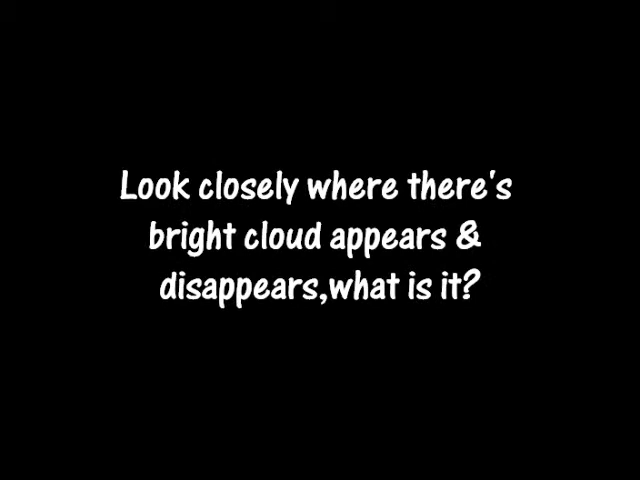 Look closely where there's
bright cloud appears &
disappears,what is it?